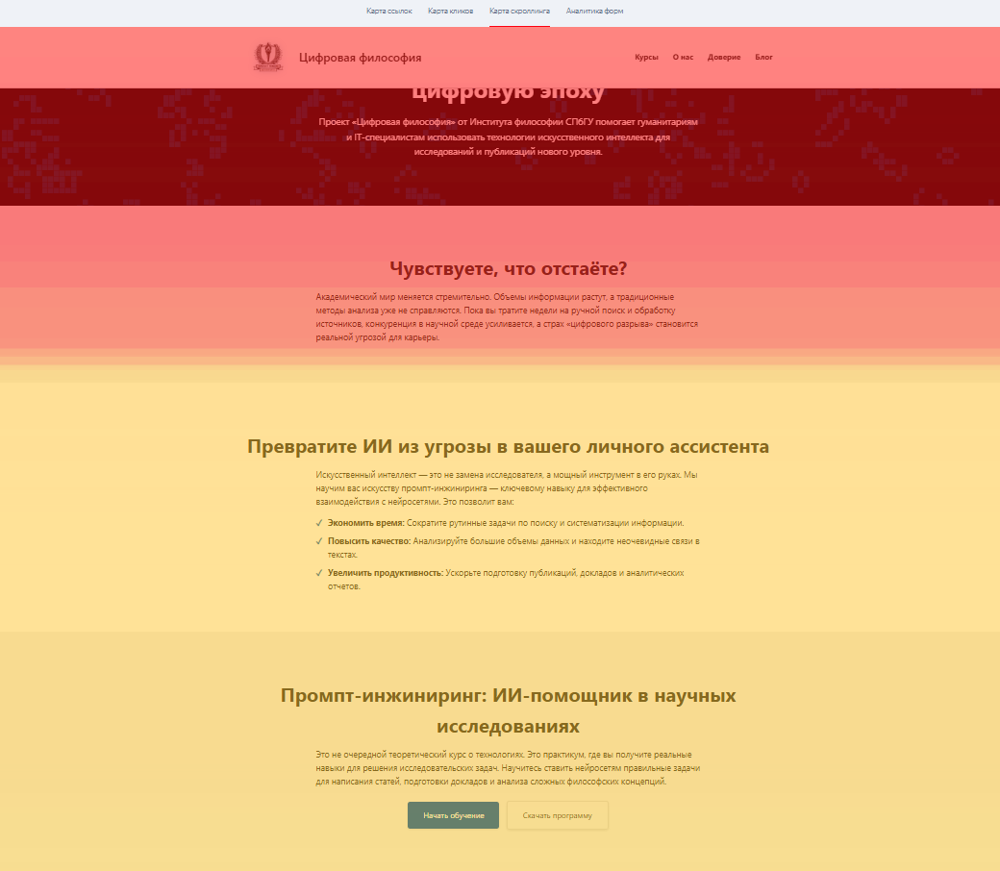 Карта ссылок Карта кликов Карта скроллинга Аналитика форм
Цифровая философия Курсы О нас Доверие Блог
цифровую эпоху
Проект «Цифровая философия» от Института философии СПбГУ помогает гуманитариям
и IT-специалистам использовать технологии искусственного интеллекта для
исследований и публикаций нового уровня.
Чувствуете, что отстаёте?
Академический мир меняется стремительно. Объемы информации растут, а традиционные
методы анализа уже не справляются. Пока вы тратите недели на ручной поиск и обработку
источников, конкуренция в научной среде усиливается, а страх «цифрового разрыва» становится
реальной угрозой для карьеры.
Превратите ИИ из угрозы в вашего личного ассистента
Искусственный интеллект — это не замена исследователя, а мощный инструмент в его руках. Мы
научим вас искусству промпт-инжиниринга — ключевому навыку для эффективного
взаимодействия с нейросетями. Это позволит вам:
✓ Экономить время: Сократите рутинные задачи по поиску и систематизации информации.
✓ Повысить качество: Анализируйте большие объемы данных и находите неочевидные связи в
текстах.
✓ Увеличить продуктивность: Ускорьте подготовку публикаций, докладов и аналитических
отчетов.
Промпт-инжиниринг: ИИ-помощник в научных
исследованиях
Это не очередной теоретический курс о технологиях. Это практикум, где вы получите реальные
навыки для решения исследовательских задач. Научитесь ставить нейросетям правильные задачи
для написания статей, подготовки докладов и анализа сложных философских концепций.
Начать обучение Скачать программу